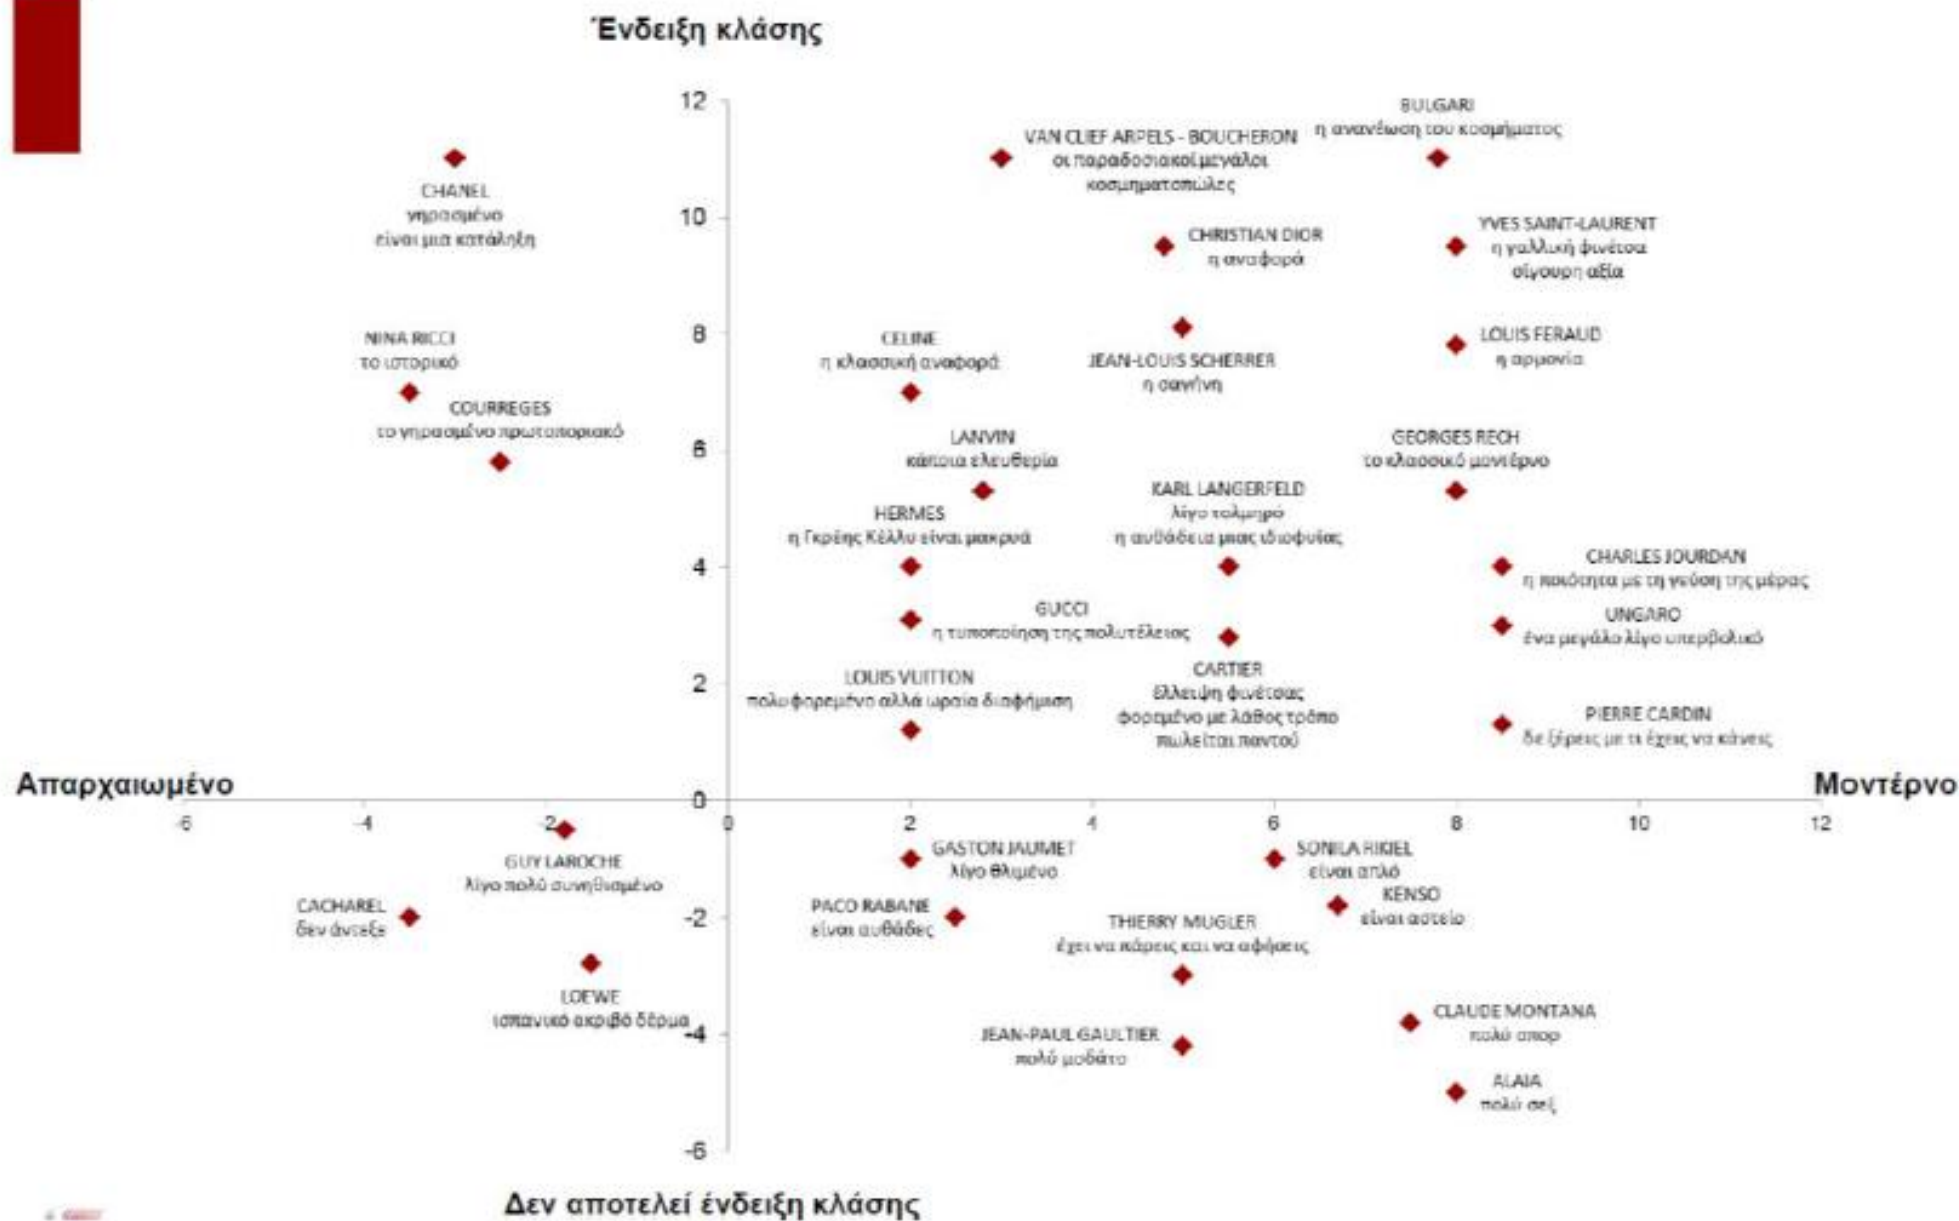 Ένδειξη κλάσης
12
10
8
6
4
2
0
-2
-4
-6
BULGARI
η ανανέωση του κοσμήματος
VAN CLIEF ARPELS - BOUCHERON
οι παραδοσιακοί μεγάλοι
κοσμηματοπώλες
CHANEL
γηρασμένο
είναι μια κατάληξη
YVES SAINT-LAURENT
η γαλλική φινέτσα
σίγουρη αξία
CHRISTIAN DIOR
η αναφορά
NINA RICCI
το ιστορικό
CELINE
η κλασσική αναφορά
JEAN-LOUIS SCHERRER
η σαγήνη
LOUIS FERAUD
η αρμονία
COURREGES
το γηρασμένο πρωτοποριακό
LANVIN
κάποια ελευθερία
GEORGES RECH
το κλασσικό μοντέρνο
KARL LANGERFELD
λίγο τολμηρό
η αυθάδεια μιας ιδιοφυίας
HERMES
η Γκρέης Κέλλυ είναι μακρυά
CHARLES JOURDAN
η ποιότητα με τη γεύση της μέρας
GUCCI
η τυποποίηση της πολυτέλειας
UNGARO
ένα μεγάλο λίγο υπερβολικό
LOUIS VUITTON
πολυφορεμένο αλλά ωραία διαφήμιση
CARTIER
έλλειψη φινέτσας
φορεμένο με λάθος τρόπο
πωλείται παντού
PIERRE CARDIN
δε ξέρεις με τι έχεις να κάνεις
Απαρχαιωμένο
Μοντέρνο
-6 -4 -2 0 2 4 6 8 10 12
GUY LAROCHE
λίγο πολύ συνηθισμένο
GASTON JAUMET
λίγο θλιμένο
SONILA RIKIEL
είναι απλό
CACHAREL
δεν άντεξε
PACO RABANE
είναι αυθάδες
KENSO
είναι αστείο
THIERRY MUGLER
έχει να πάρεις και να αφήσεις
LOEWE
ισπανικό ακριβό δέρμα
JEAN-PAUL GAULTIER
πολύ μοδάτο
CLAUDE MONTANA
πολύ σπορ
ALAIA
πολύ σεξ
Δεν αποτελεί ένδειξη κλάσης